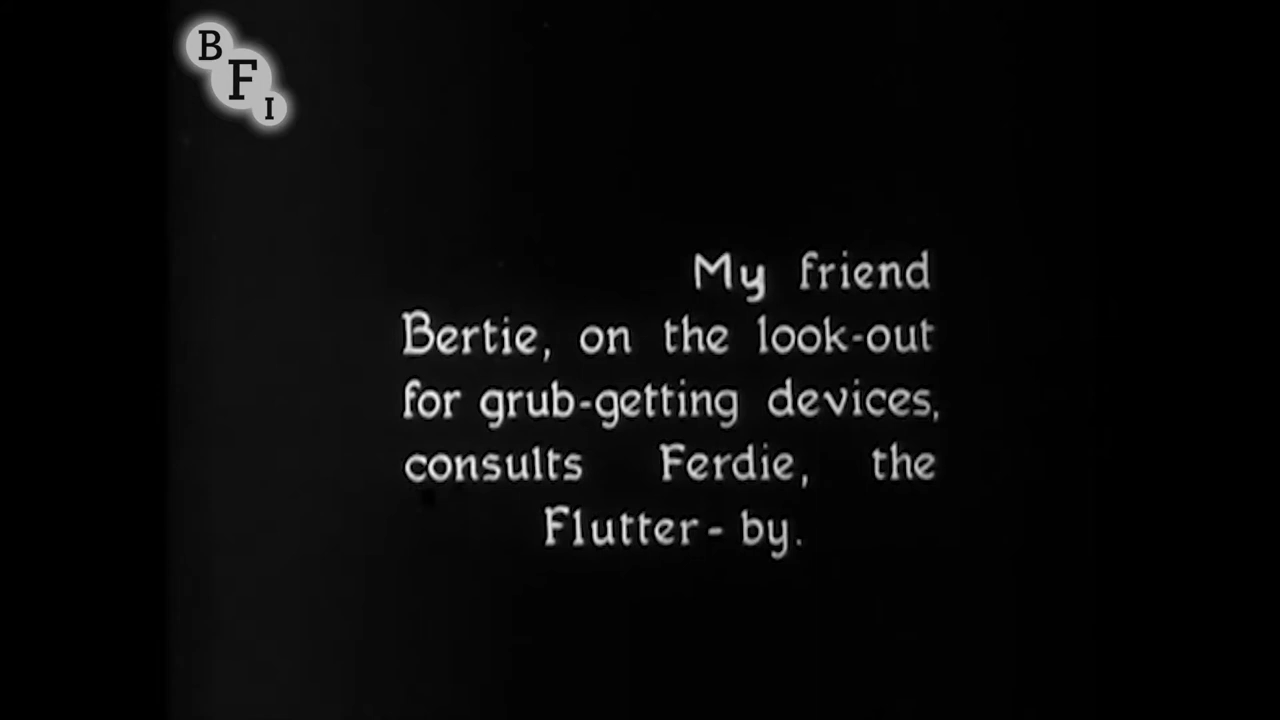 BFI
My friend
Bertie, on the look-out
for grub-getting devices,
consults Ferdie, the
Flutter-by.